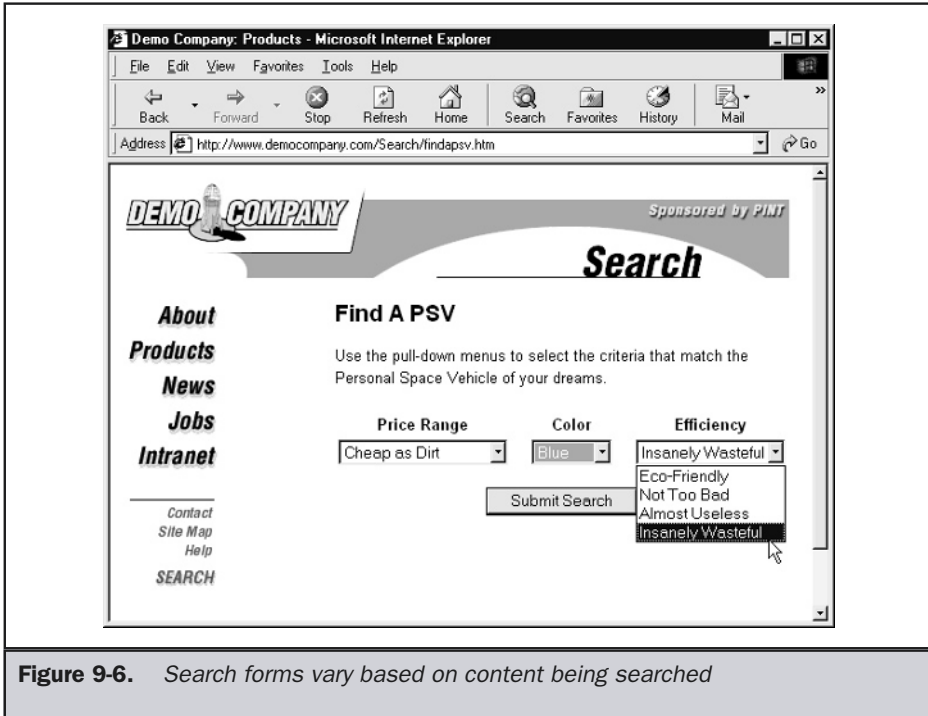 Demo Company: Products - Microsoft Internet Explorer
File Edit View Favorites Tools Help
Back Forward Stop Refresh Home Search Favorites History Mail »
Address http://www.democompany.com/Search/findapsv.htm Go
DEMO COMPANY
Sponsored by PINT
Search
About
Products
News
Jobs
Intranet
Contact
Site Map
Help
SEARCH
Find A PSV
Use the pull-down menus to select the criteria that match the
Personal Space Vehicle of your dreams.
Price Range Color Efficiency
Cheap as Dirt Blue Insanely Wasteful
Eco-Friendly
Not Too Bad
Almost Useless
Insanely Wasteful
Submit Search
Figure 9-6. Search forms vary based on content being searched